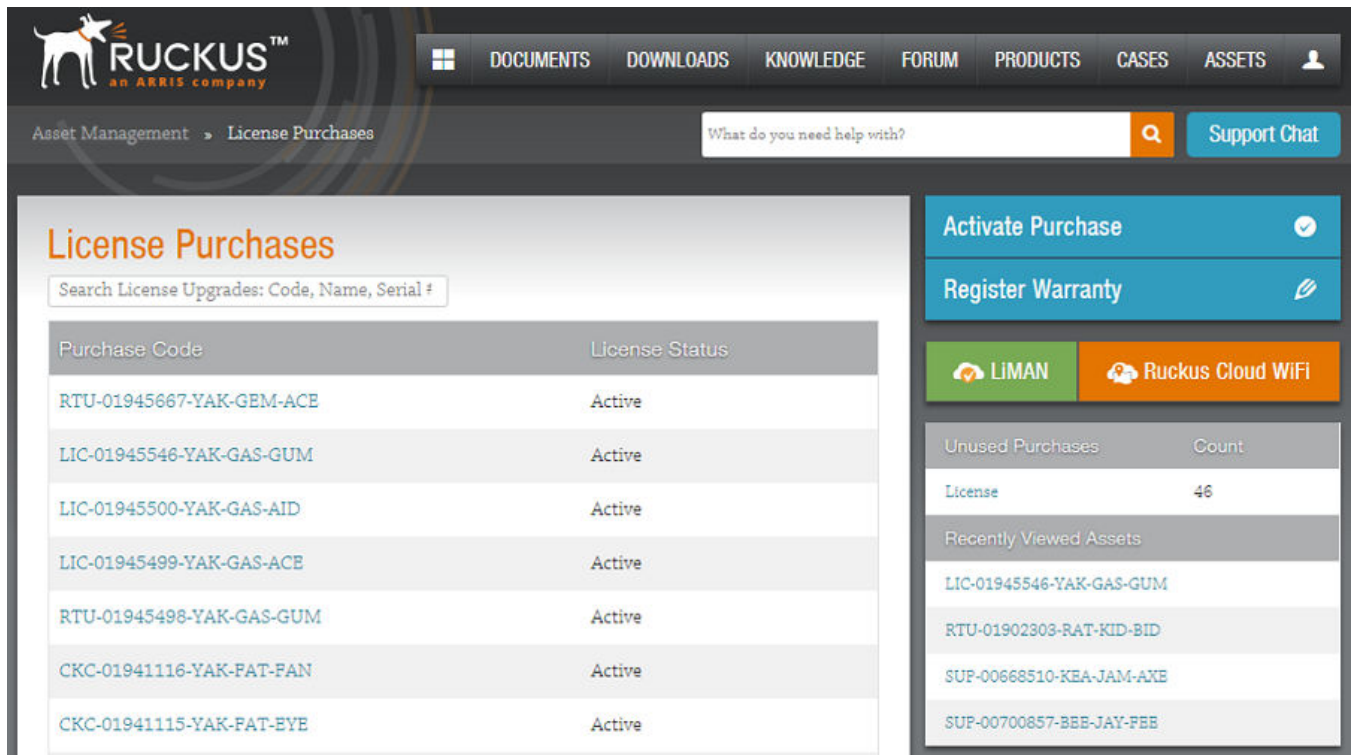 RUCKUS™
an ARRIS company
DOCUMENTS DOWNLOADS KNOWLEDGE FORUM PRODUCTS CASES ASSETS
Asset Management » License Purchases
What do you need help with?
Support Chat
License Purchases
Search License Upgrades: Code, Name, Serial #
Purchase Code License Status
RTU-01945667-YAK-GEM-ACE Active
LIC-01945546-YAK-GAS-GUM Active
LIC-01945500-YAK-GAS-AID Active
LIC-01945499-YAK-GAS-ACE Active
RTU-01945498-YAK-GAS-GUM Active
CKC-01941116-YAK-FAT-FAN Active
CKC-01941115-YAK-FAT-EYE Active
Activate Purchase
Register Warranty
LiMAN
Ruckus Cloud WiFi
Unused Purchases Count
License 46
Recently Viewed Assets
LIC-01945546-YAK-GAS-GUM
RTU-01902303-RAT-KID-BID
SUP-00668510-KEA-JAM-AXE
SUP-00700857-BEE-JAY-FEE